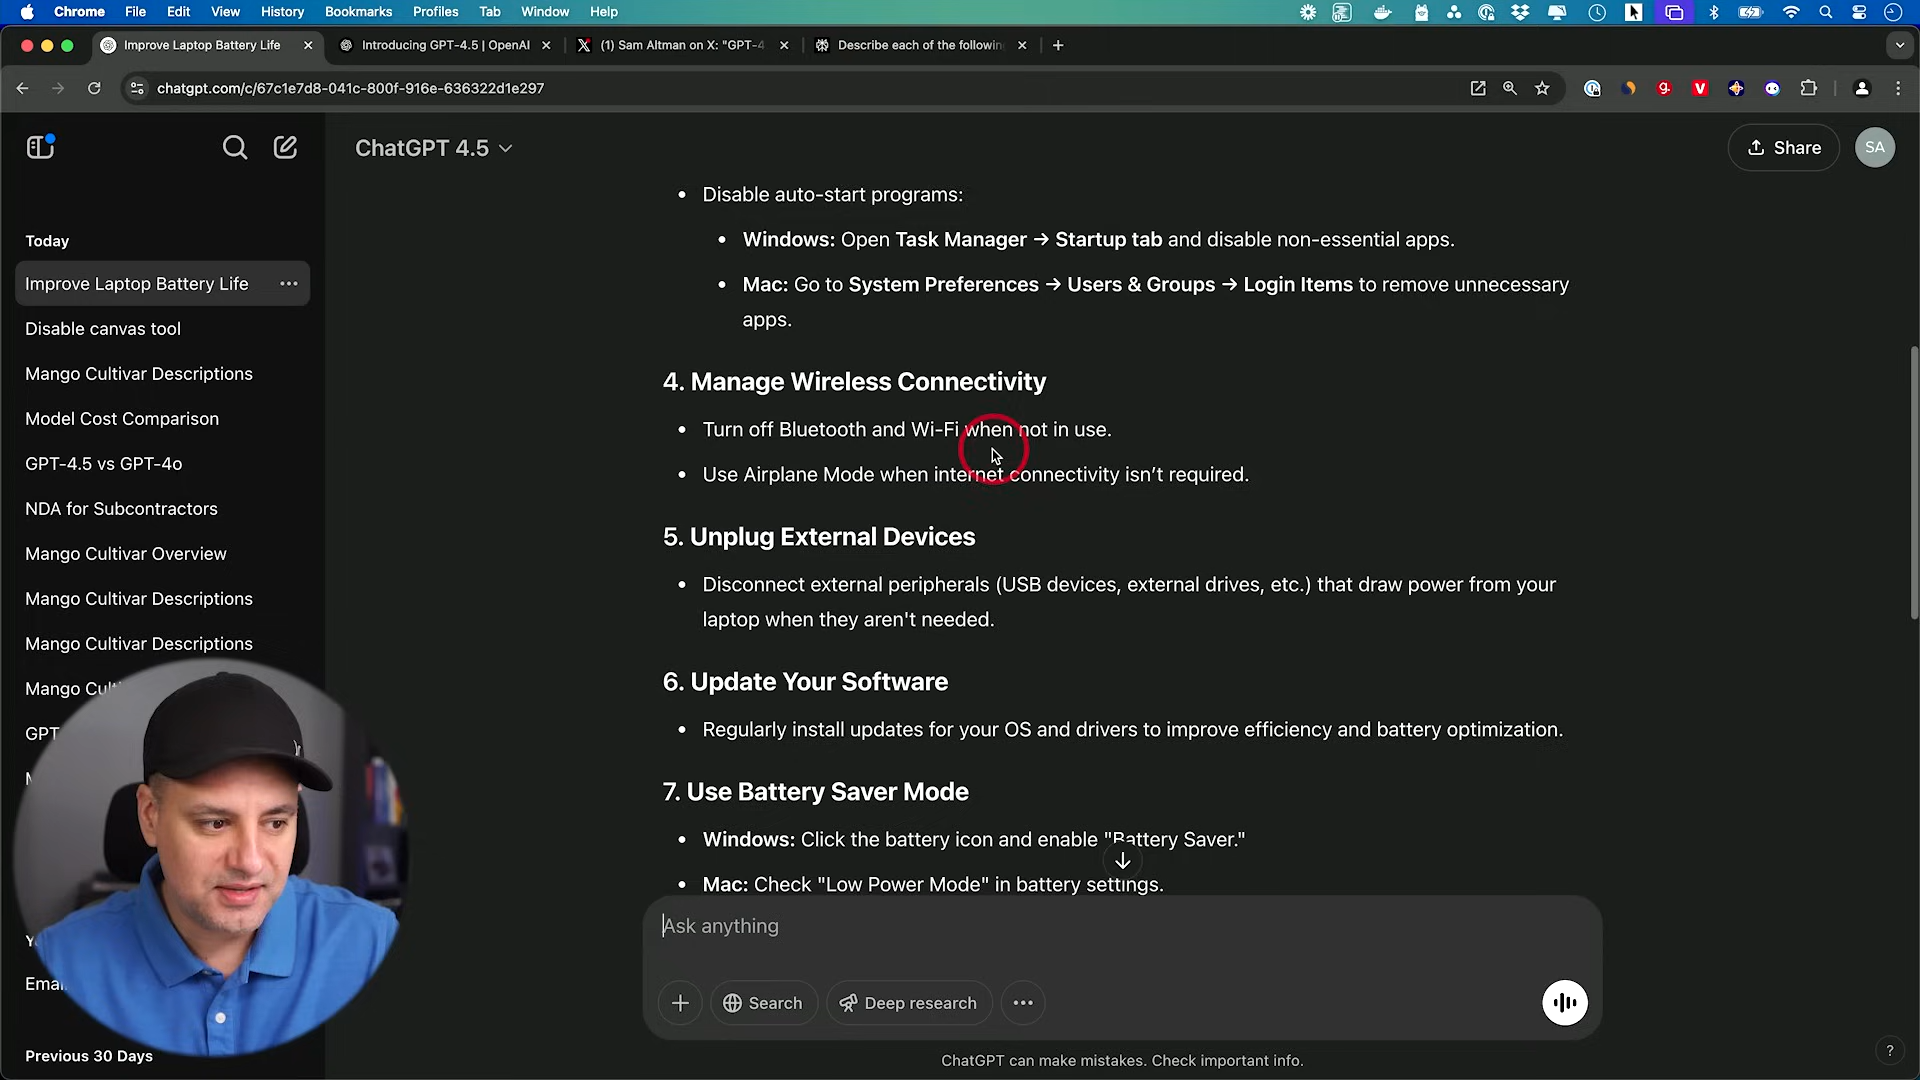 Chrome File Edit View History Bookmarks Profiles Tab Window Help
Improve Laptop Battery Life
Introducing GPT-4.5 | OpenAI
(1) Sam Altman on X: "GPT-4
Describe each of the followin
chatgpt.com/c/67c1e7d8-041c-800f-916e-636322d1e297
ChatGPT 4.5
Share
SA
Today
Improve Laptop Battery Life
Disable canvas tool
Mango Cultivar Descriptions
Model Cost Comparison
GPT-4.5 vs GPT-4o
NDA for Subcontractors
Mango Cultivar Overview
Mango Cultivar Descriptions
Mango Cultivar Descriptions
Mango
GPT
Previous 30 Days
• Disable auto-start programs:
• Windows: Open Task Manager → Startup tab and disable non-essential apps.
• Mac: Go to System Preferences → Users & Groups → Login Items to remove unnecessary
apps.
4. Manage Wireless Connectivity
• Turn off Bluetooth and Wi-Fi when not in use.
• Use Airplane Mode when internet connectivity isn't required.
5. Unplug External Devices
• Disconnect external peripherals (USB devices, external drives, etc.) that draw power from your
laptop when they aren't needed.
6. Update Your Software
• Regularly install updates for your OS and drivers to improve efficiency and battery optimization.
7. Use Battery Saver Mode
• Windows: Click the battery icon and enable "Battery Saver."
• Mac: Check "Low Power Mode" in battery settings.
Ask anything
Search
Deep research
ChatGPT can make mistakes. Check important info.
?